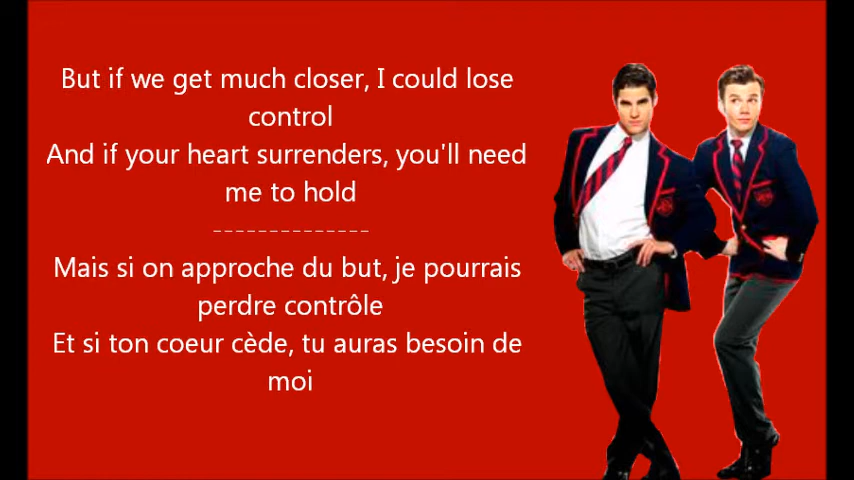 But if we get much closer, I could lose
control
And if your heart surrenders, you'll need
me to hold
--------------
Mais si on approche du but, je pourrais
perdre contrôle
Et si ton coeur cède, tu auras besoin de
moi